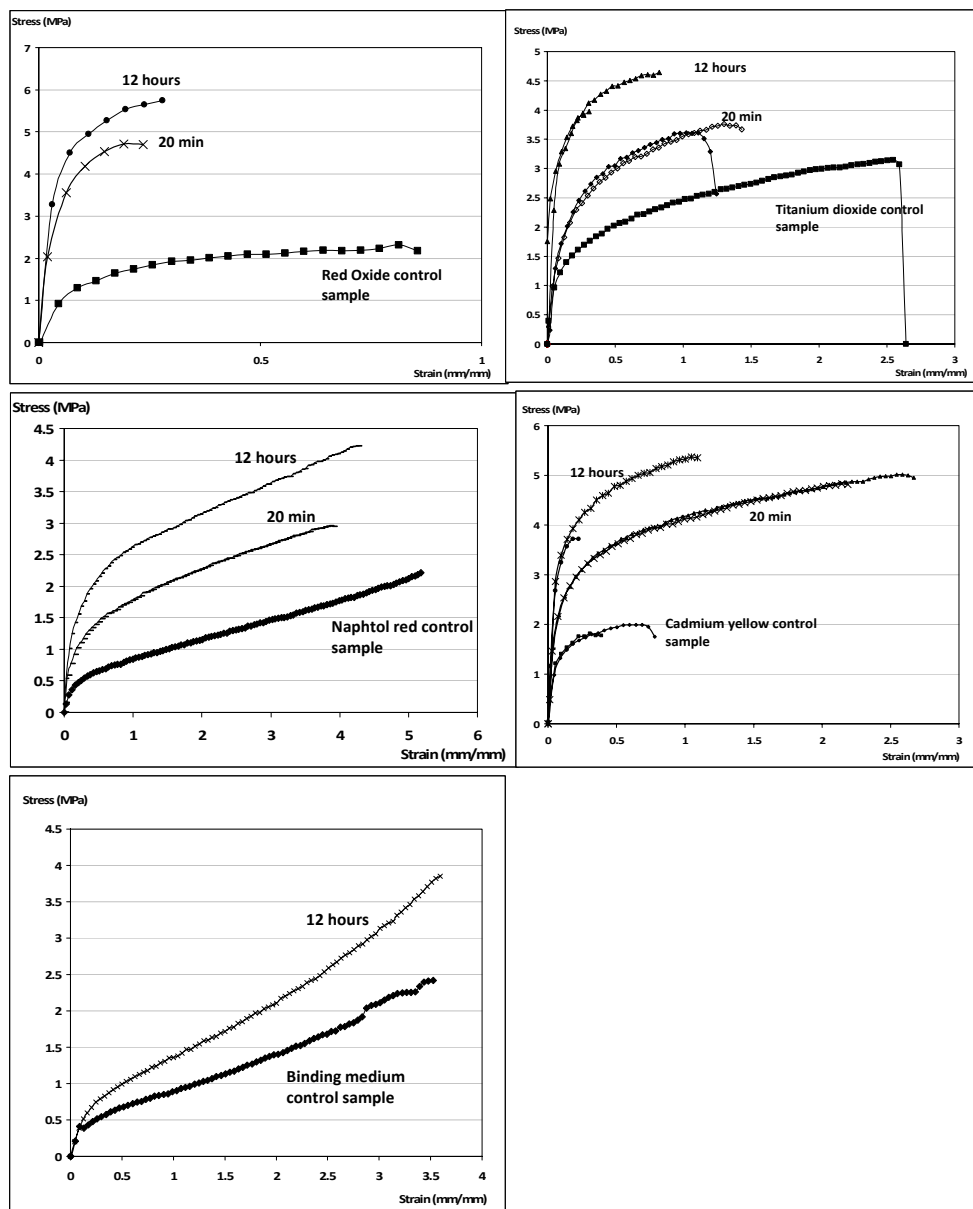 Stress (MPa)
7
6
5
4
3
2
1
0
12 hours
20 min
Red Oxide control
sample
0
0.5
1
Strain (mm/mm)
Stress (MPa)
5
4.5
4
3.5
3
2.5
2
1.5
1
0.5
0
12 hours
20 min
Titanium dioxide control
sample
0
0.5
1
1.5
2
2.5
3
Strain (mm/mm)
Stress (MPa)
4.5
4
3.5
3
2.5
2
1.5
1
0.5
0
12 hours
20 min
Naphtol red control
sample
0
1
2
3
4
5
6
Strain (mm/mm)
Stress (MPa)
6
5
4
3
2
1
0
12 hours
20 min
Cadmium yellow control
sample
0
0.5
1
1.5
2
2.5
3
Strain (mm/mm)
Stress (MPa)
4.5
4
3.5
3
2.5
2
1.5
1
0.5
0
12 hours
Binding medium
control sample
0
0.5
1
1.5
2
2.5
3
3.5
4
Strain (mm/mm)